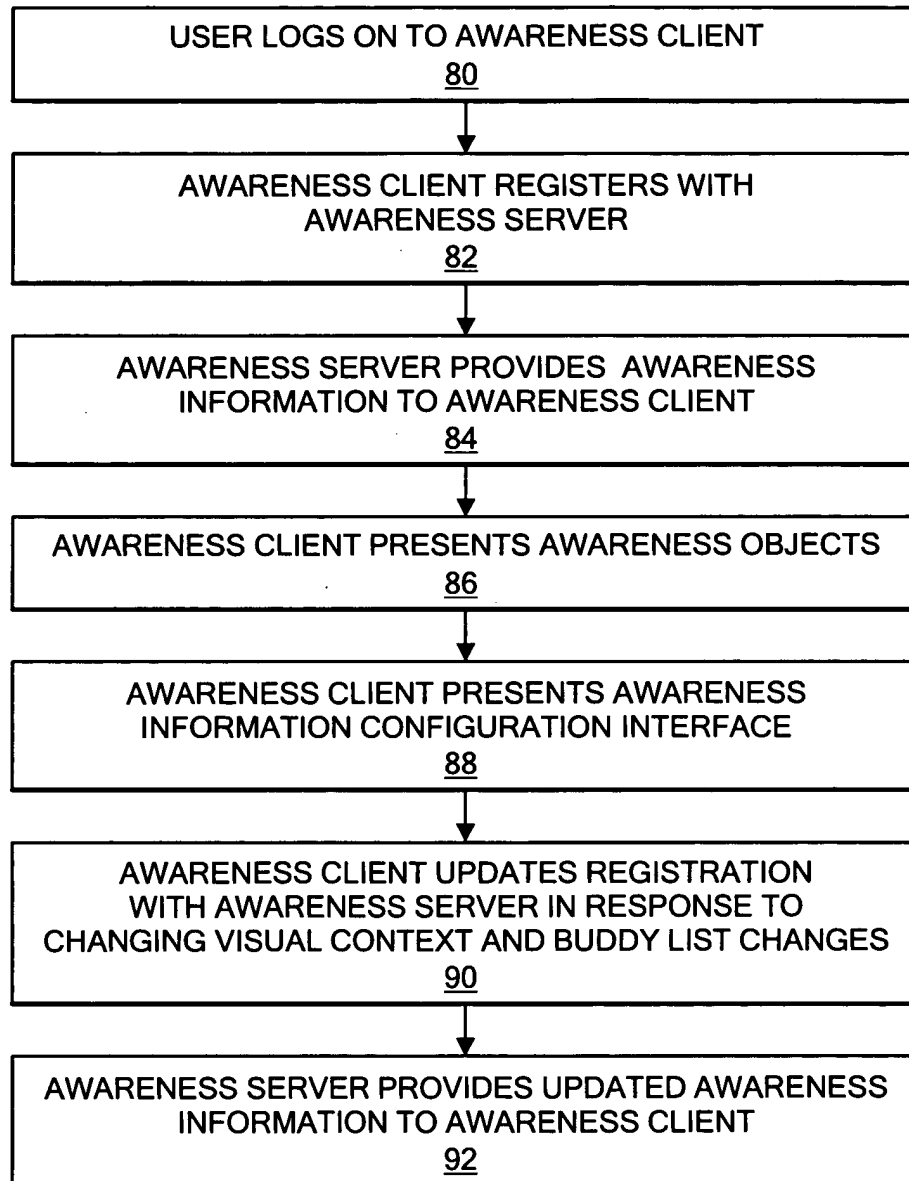 USER LOGS ON TO AWARENESS CLIENT
80
AWARENESS CLIENT REGISTERS WITH
AWARENESS SERVER
82
AWARENESS SERVER PROVIDES AWARENESS
INFORMATION TO AWARENESS CLIENT
84
AWARENESS CLIENT PRESENTS AWARENESS OBJECTS
86
AWARENESS CLIENT PRESENTS AWARENESS
INFORMATION CONFIGURATION INTERFACE
88
AWARENESS CLIENT UPDATES REGISTRATION
WITH AWARENESS SERVER IN RESPONSE TO
CHANGING VISUAL CONTEXT AND BUDDY LIST CHANGES
90
AWARENESS SERVER PROVIDES UPDATED AWARENESS
INFORMATION TO AWARENESS CLIENT
92